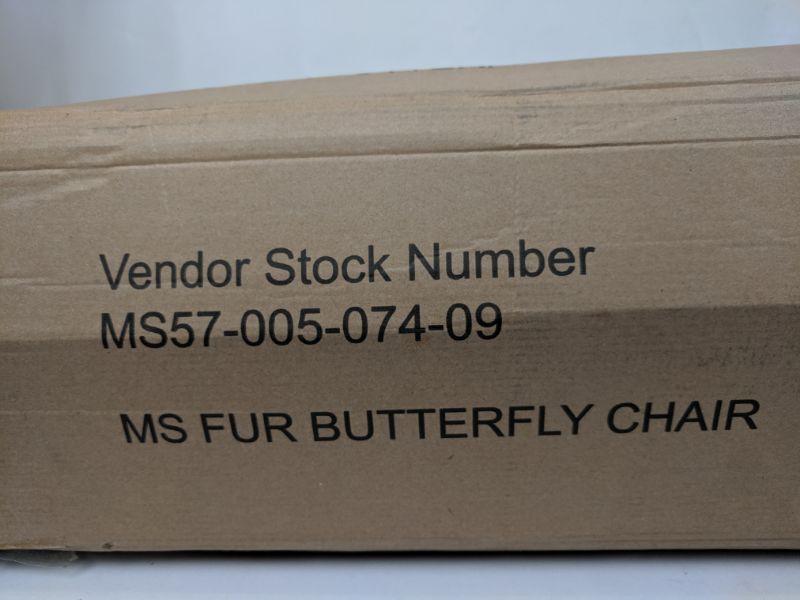 Vendor Stock Number
MS57-005-074-09
MS FUR BUTTERFLY CHAIR